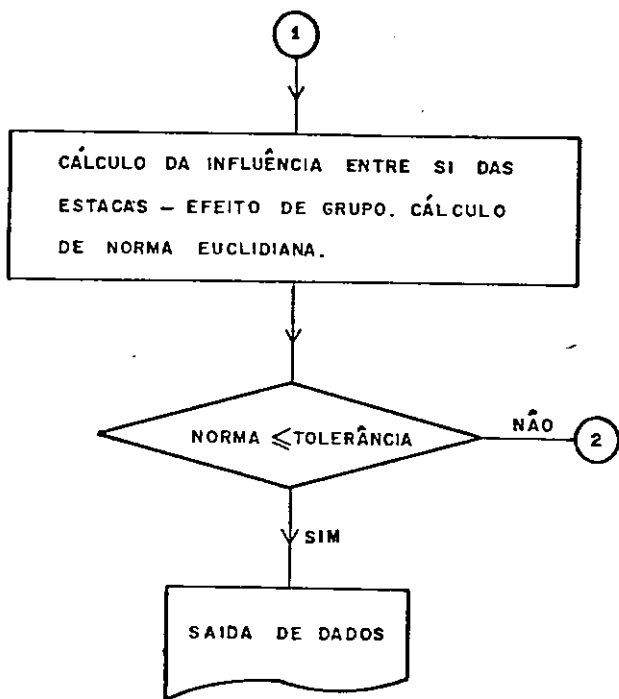 1
CÁLCULO DA INFLUÊNCIA ENTRE SI DAS
ESTACAS — EFEITO DE GRUPO. CÁLCULO
DE NORMA EUCLIDIANA.
NORMA ⩽ TOLERÂNCIA
NÃO
2
SIM
SAIDA DE DADOS